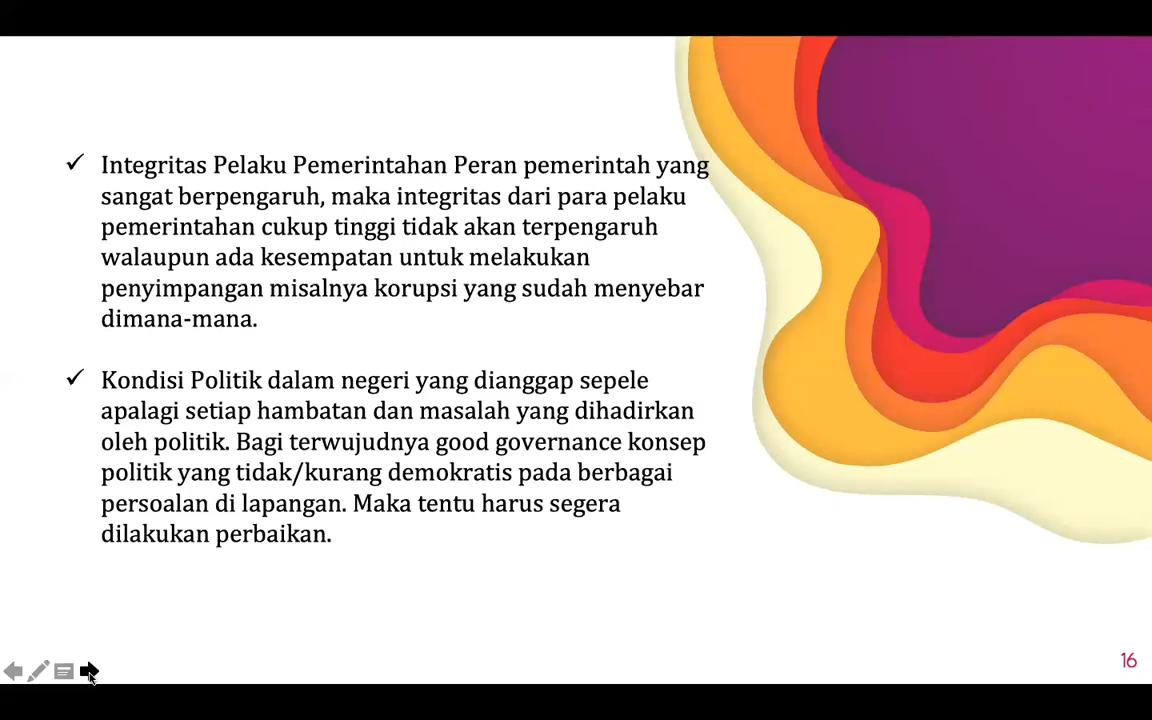 ✓ Integritas Pelaku Pemerintahan Peran pemerintah yang
sangat berpengaruh, maka integritas dari para pelaku
pemerintahan cukup tinggi tidak akan terpengaruh
walaupun ada kesempatan untuk melakukan
penyimpangan misalnya korupsi yang sudah menyebar
dimana-mana.
✓ Kondisi Politik dalam negeri yang dianggap sepele
apalagi setiap hambatan dan masalah yang dihadirkan
oleh politik. Bagi terwujudnya good governance konsep
politik yang tidak/kurang demokratis pada berbagai
persoalan di lapangan. Maka tentu harus segera
dilakukan perbaikan.
16